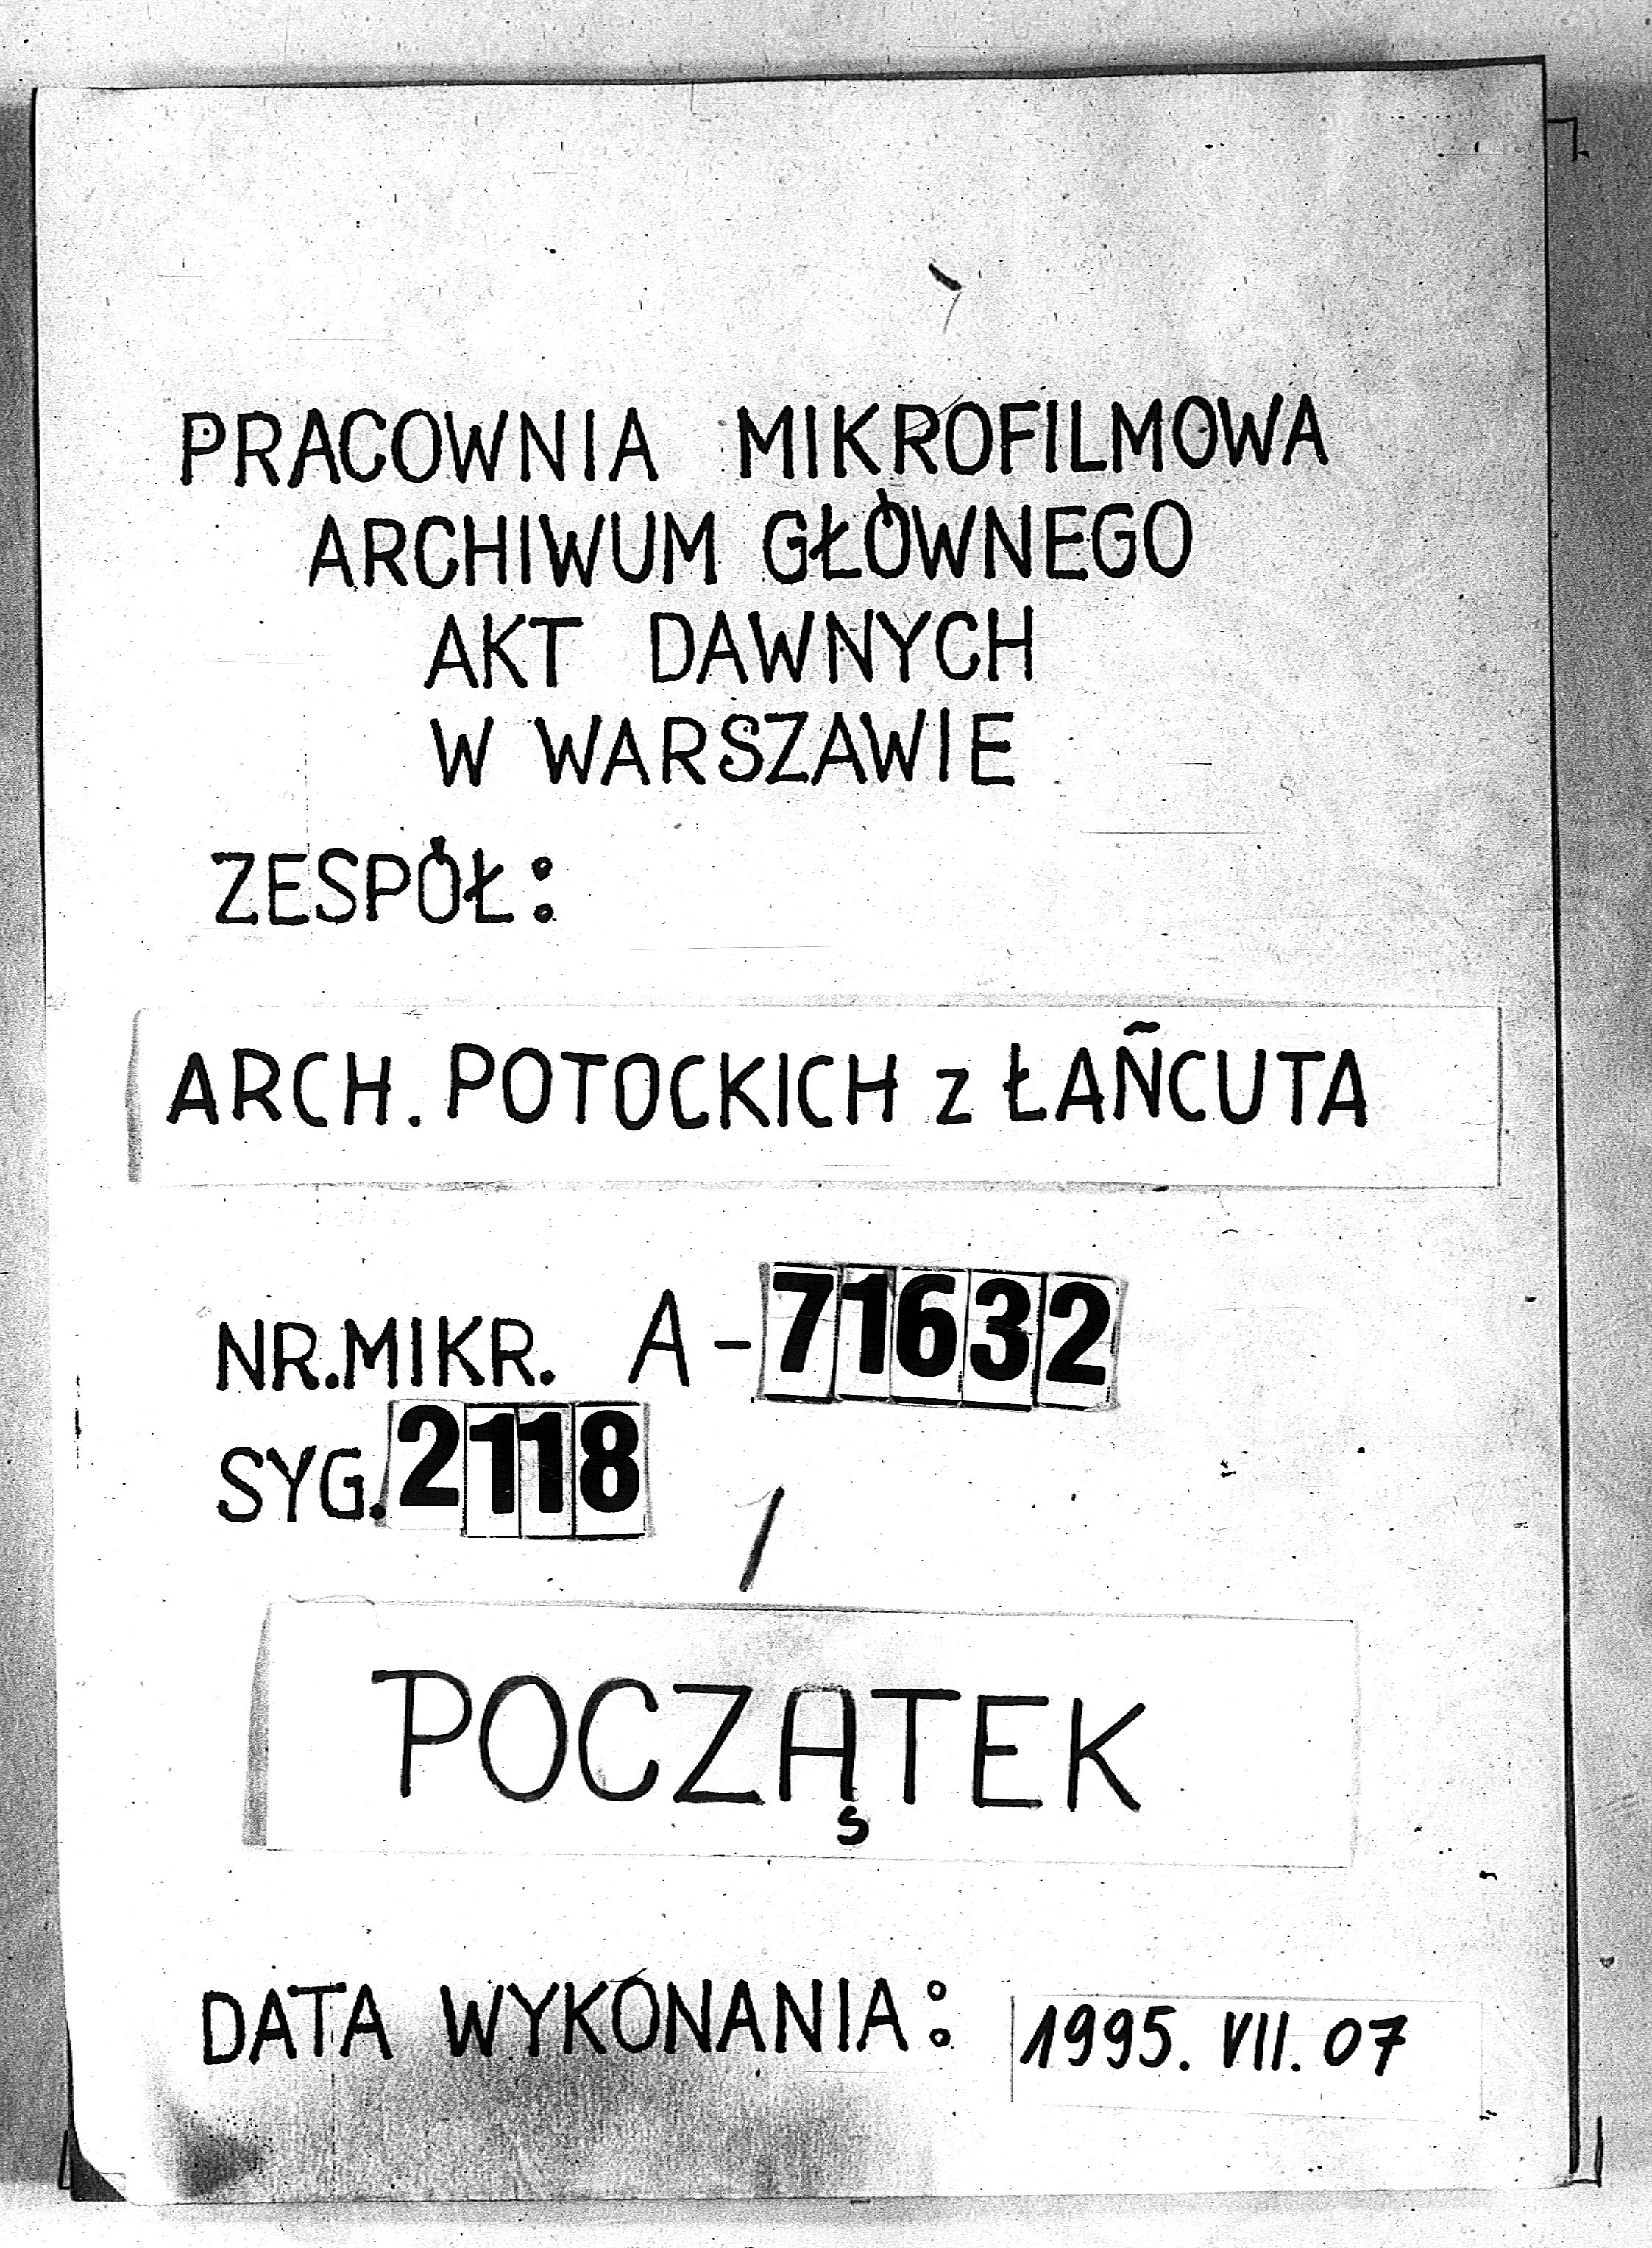 PRACOWNIA MIKROFILMOWA
ARCHIWUM GŁÓWNEGO
AKT DAWNYCH
W WARSZAWIE
ZESPÓŁ:
ARCH. POTOCKICH z ŁAÑCUTA
NR.MIKR. A-71632
SYG. 2118
POCZĄTEK
DATA WYKONANIA: 1995. VII. 07